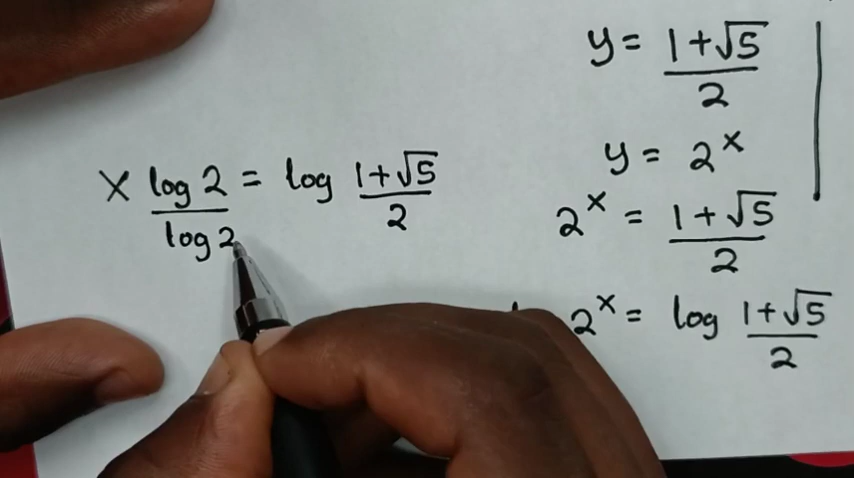 y = (1+√5)/2
y = 2^x
2^x = (1+√5)/2
2^x = log (1+√5)/2
x (log 2)/(log 2) = log (1+√5)/2